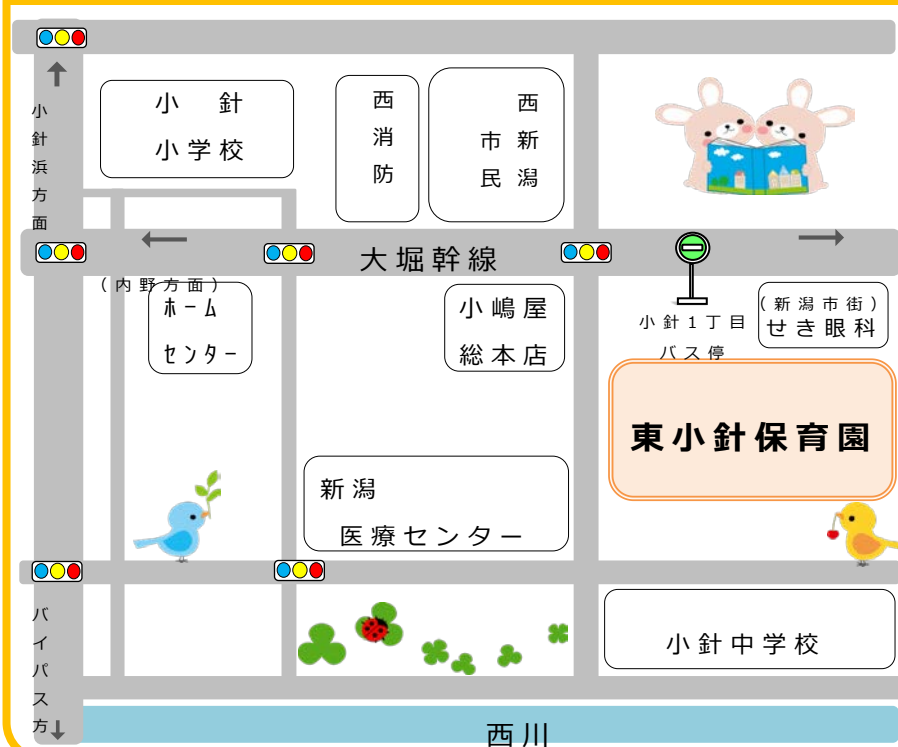 小針浜方面
小針
小学校
西消防
西新潟
市民
大堀幹線
(内野方面)
ホーム
センター
小嶋屋
総本店
小針1丁目
バス停
(新潟市街)
せき眼科
東小針保育園
新潟
医療センター
小針中学校
バイパス方
西川